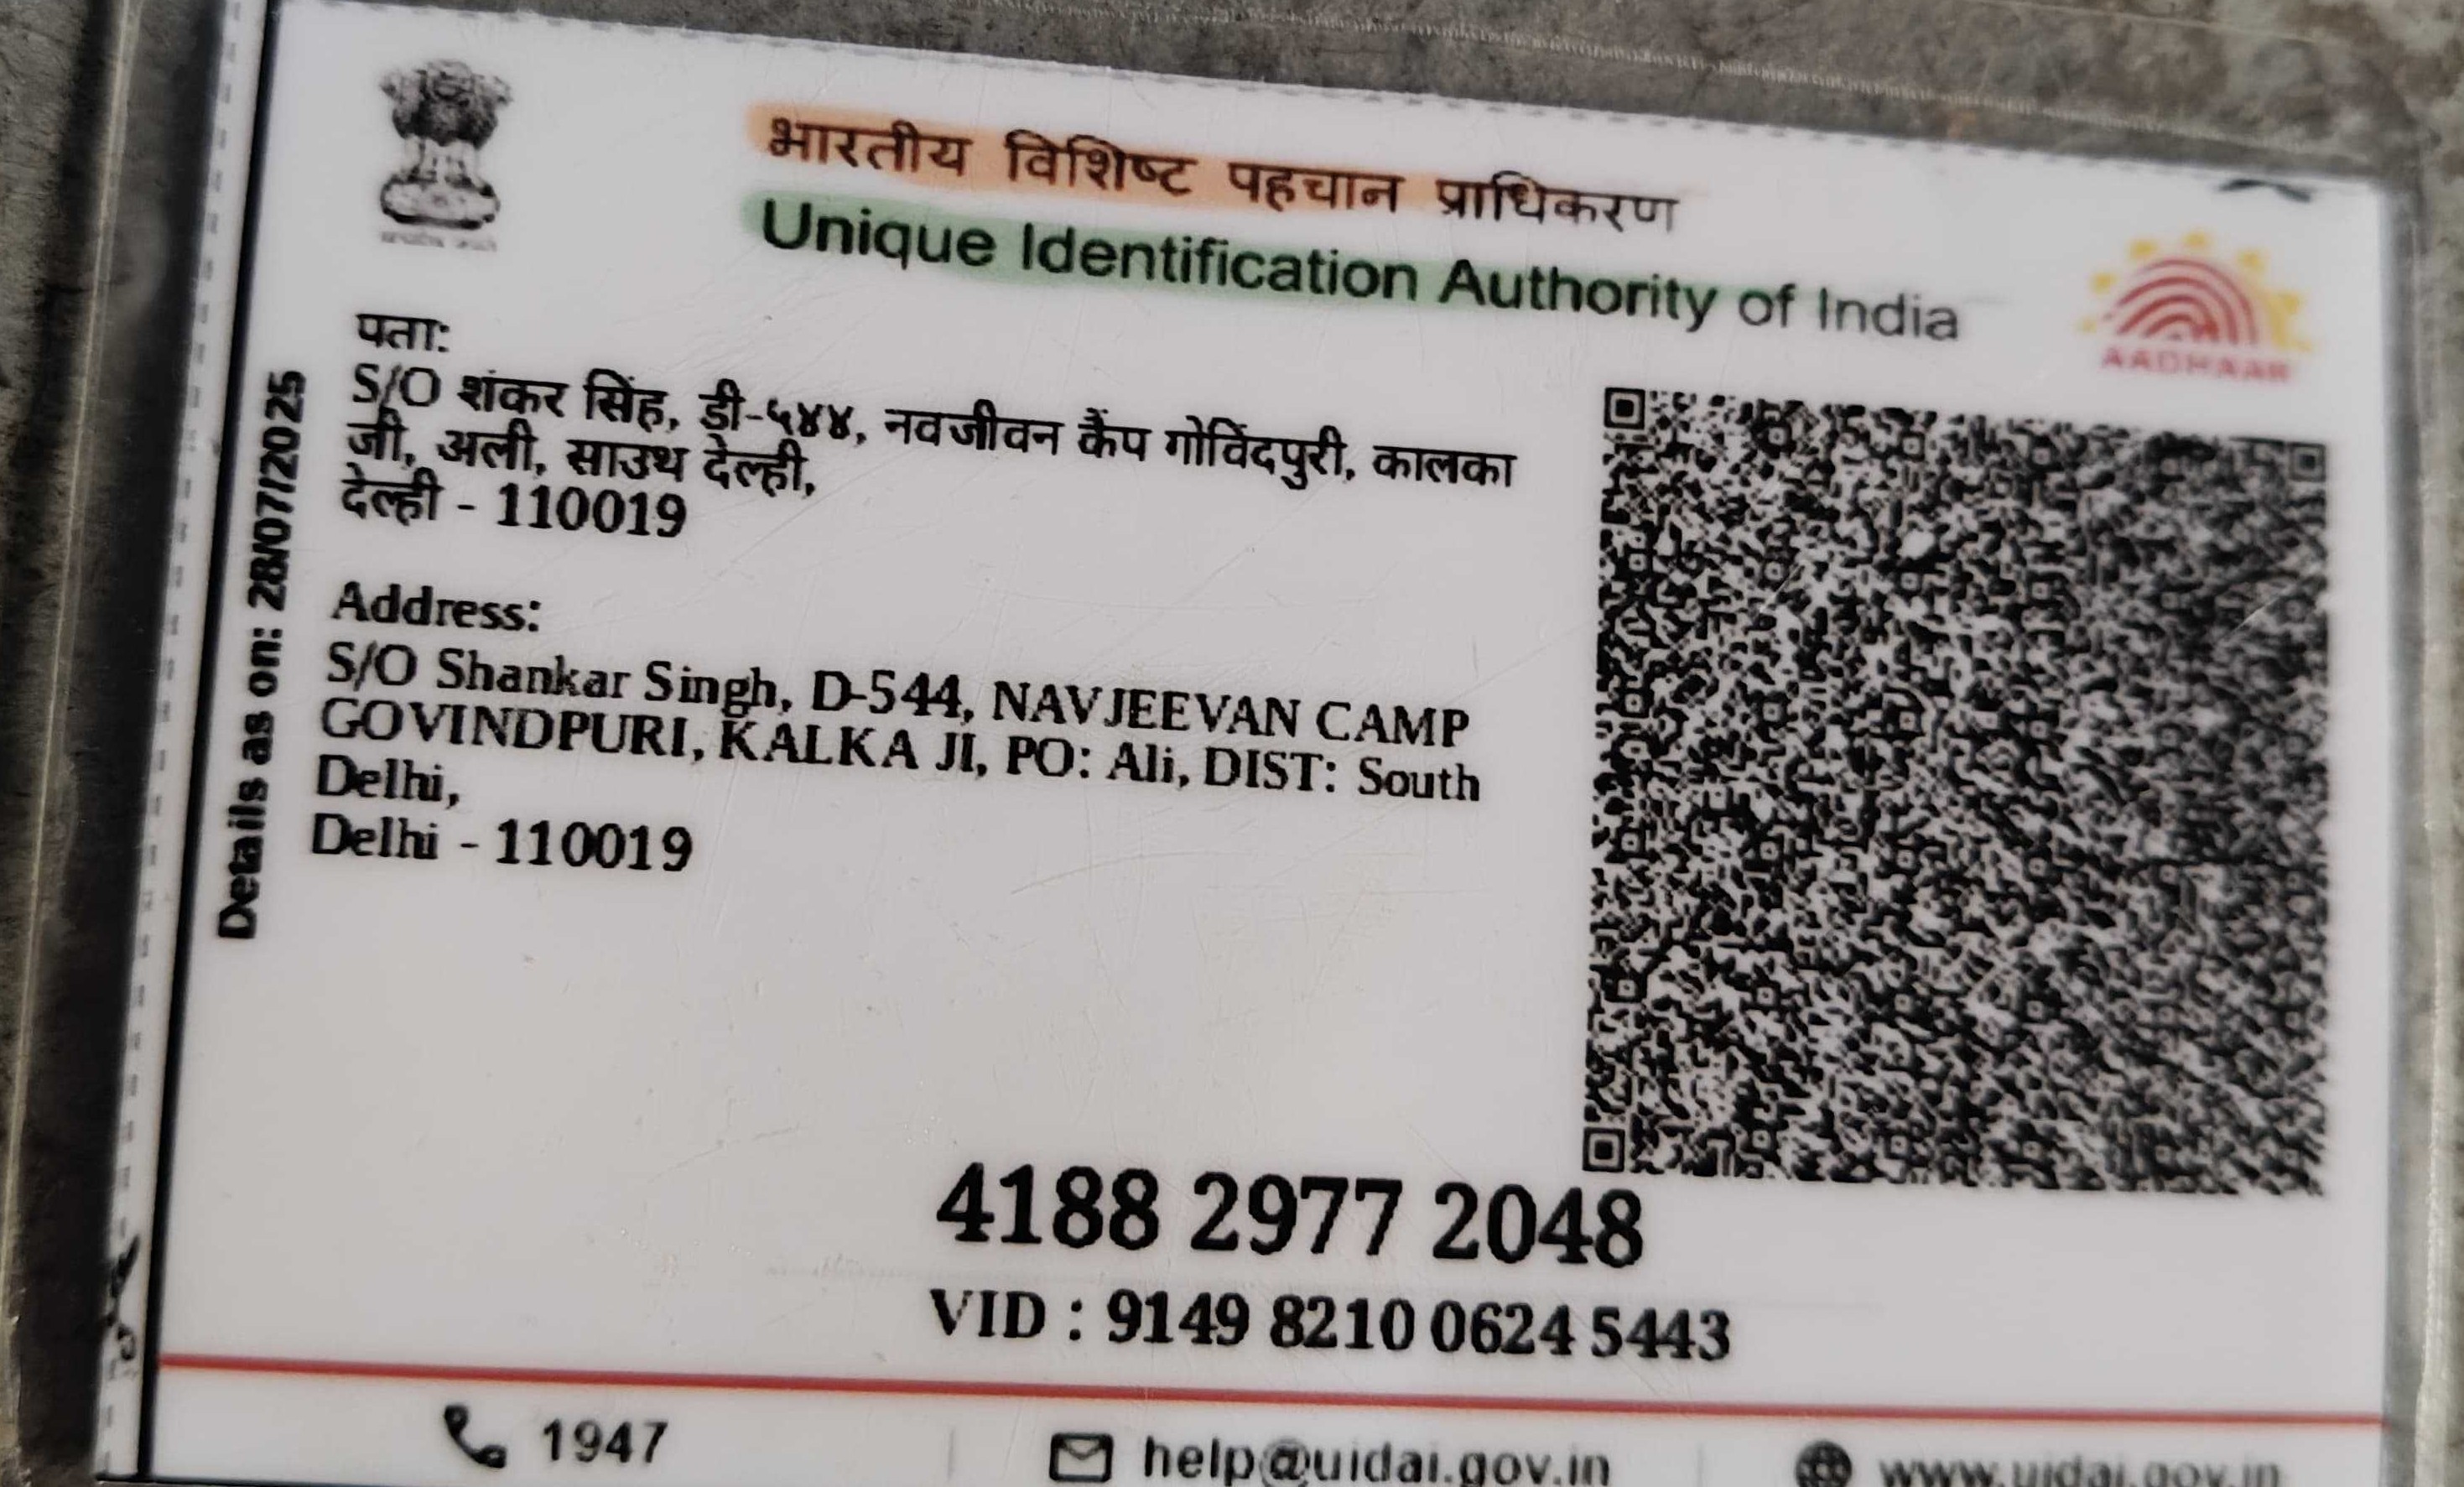 भारतीय विशिष्ट पहचान प्राधिकरण
Unique Identification Authority of India
AADHAAR
Details as on: 28/07/2025
पता:
S/O शंकर सिंह, डी-५४४, नवजीवन कैंप गोविंदपुरी, कालका
जी, अली, साउथ देल्ही,
देल्ही - 110019
Address:
S/O Shankar Singh, D-544, NAVJEEVAN CAMP
GOVINDPURI, KALKA JI, PO: Ali, DIST: South
Delhi,
Delhi - 110019
4188 2977 2048
VID : 9149 8210 0624 5443
1947
help@uidai.gov.in
www.uidai.gov.in